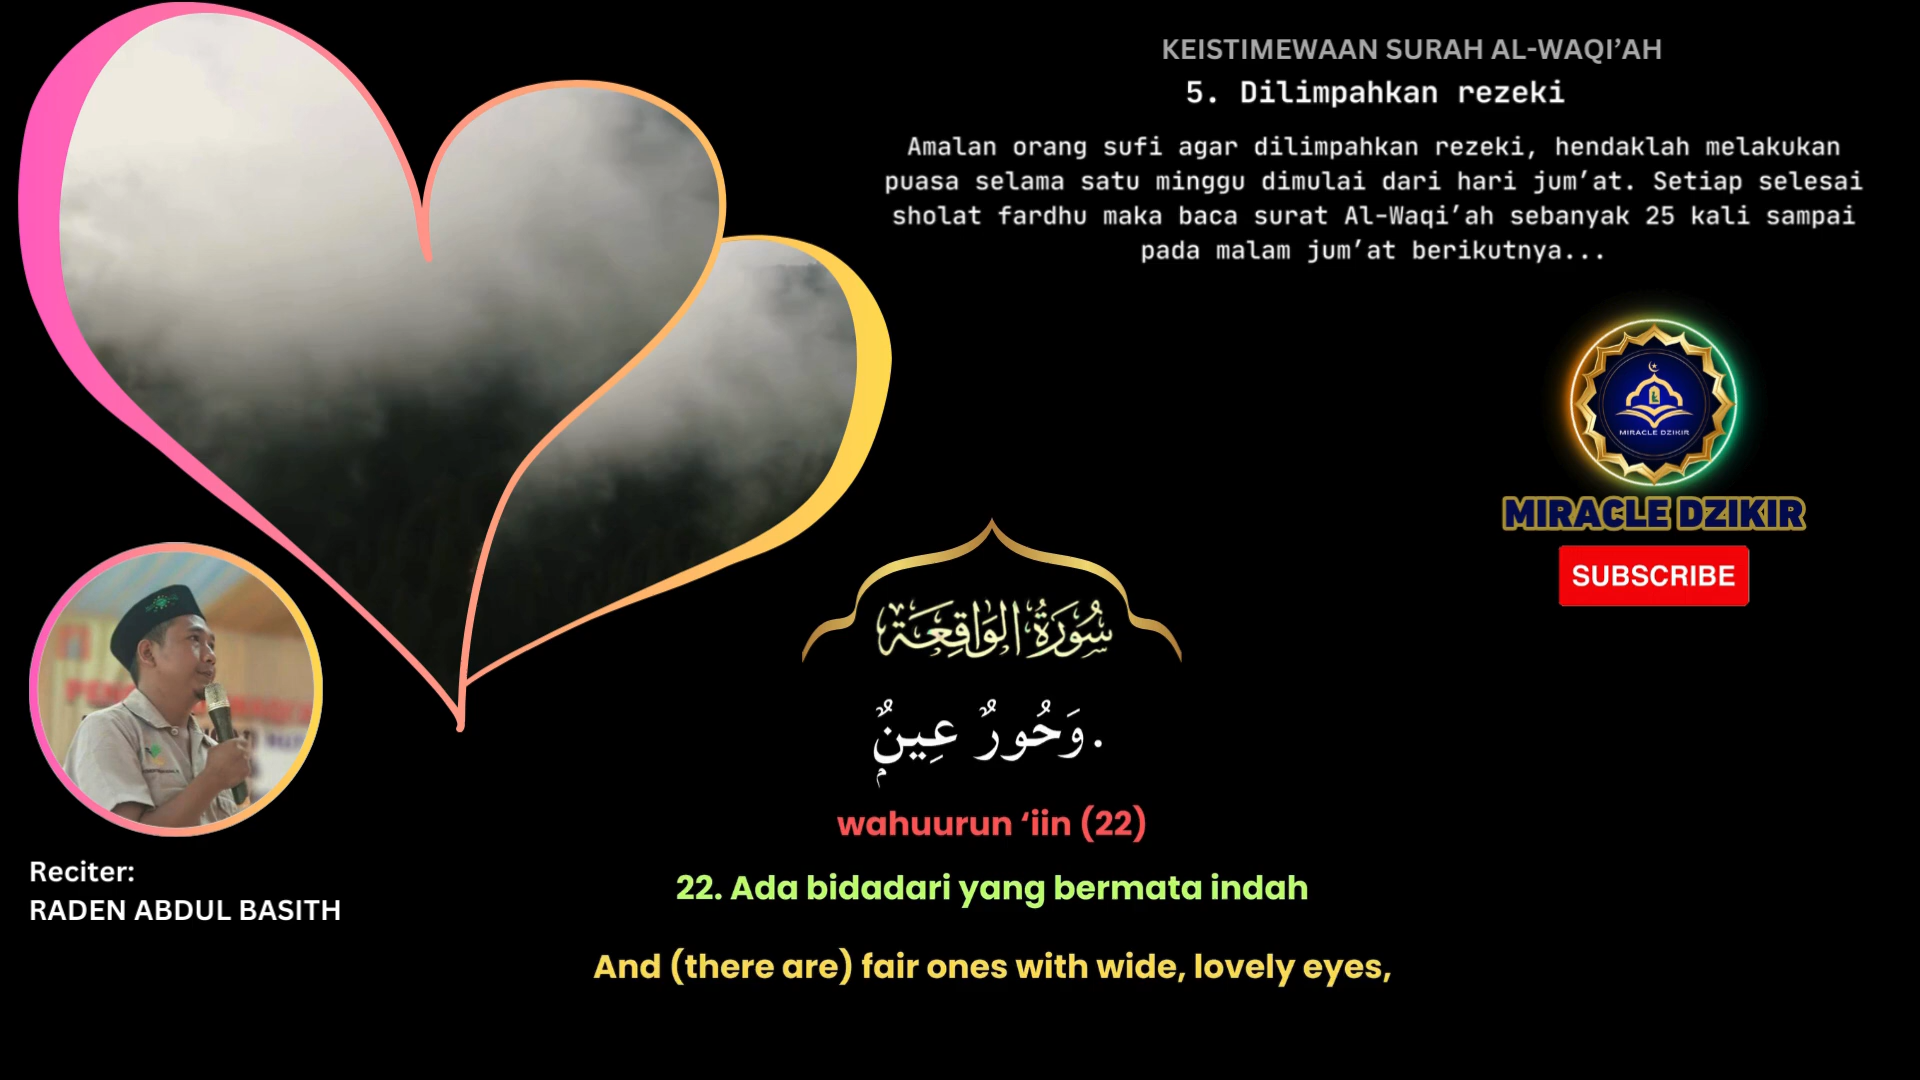 KEISTIMEWAAN SURAH AL-WAQI’AH
5. Dilimpahkan rezeki
Amalan orang sufi agar dilimpahkan rezeki, hendaklah melakukan
puasa selama satu minggu dimulai dari hari jum’at. Setiap selesai
sholat fardhu maka baca surat Al-Waqi’ah sebanyak 25 kali sampai
pada malam jum’at berikutnya...
MIRACLE DZIKIR
MIRACLE DZIKIR
SUBSCRIBE
سُورَةُ الوَاقِعَة
وَحُورٌ عِينٌۭ.
wahuurun ‘iin (22)
22. Ada bidadari yang bermata indah
And (there are) fair ones with wide, lovely eyes,
Reciter:
RADEN ABDUL BASITH